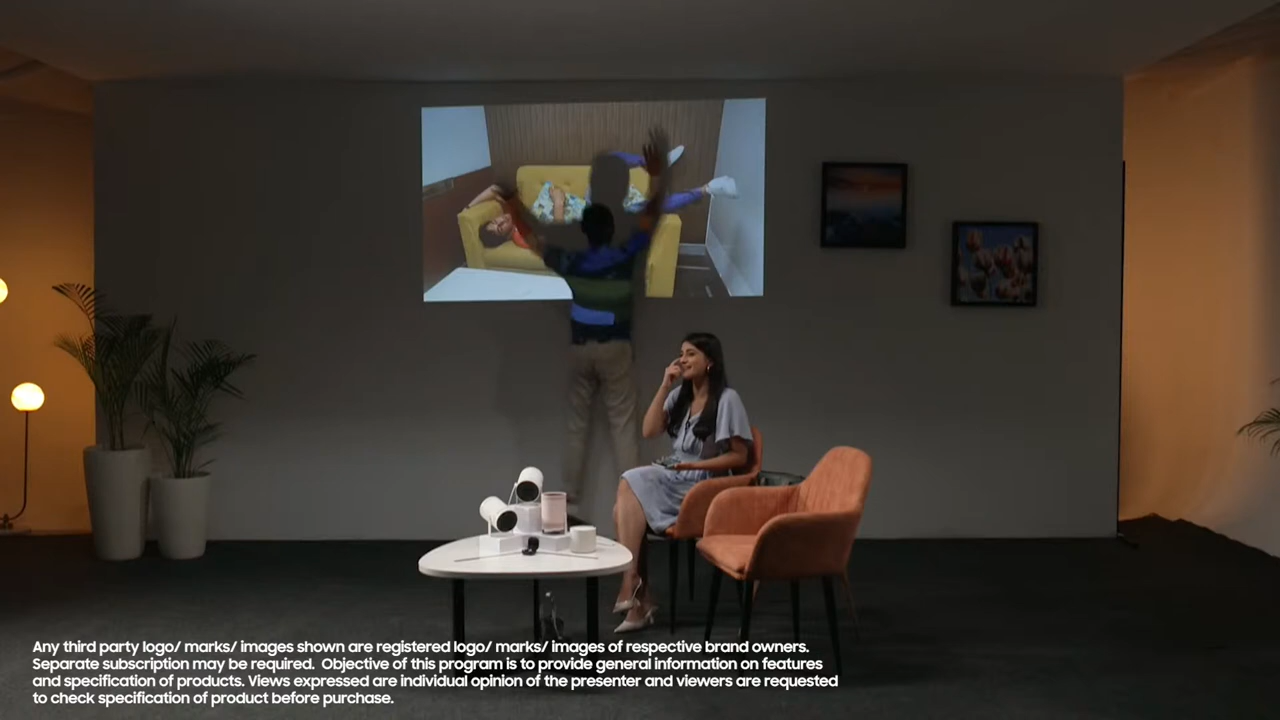 Any third party logo/ marks/ images shown are registered logo/ marks/ images of respective brand owners.
Separate subscription may be required.  Objective of this program is to provide general information on features
and specification of products. Views expressed are individual opinion of the presenter and viewers are requested
to check specification of product before purchase.